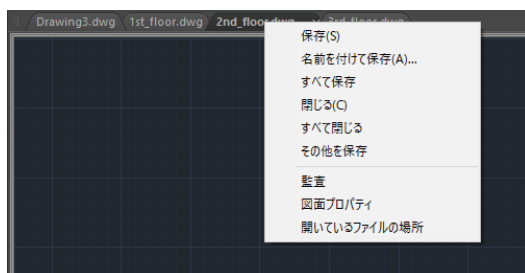 Drawing3.dwg 1st_floor.dwg 2nd_floor.dwg 3rd_floor.dwg
保存(S)
名前を付けて保存(A)...
すべて保存
閉じる(C)
すべて閉じる
その他を保存
監査
図面プロパティ
開いているファイルの場所